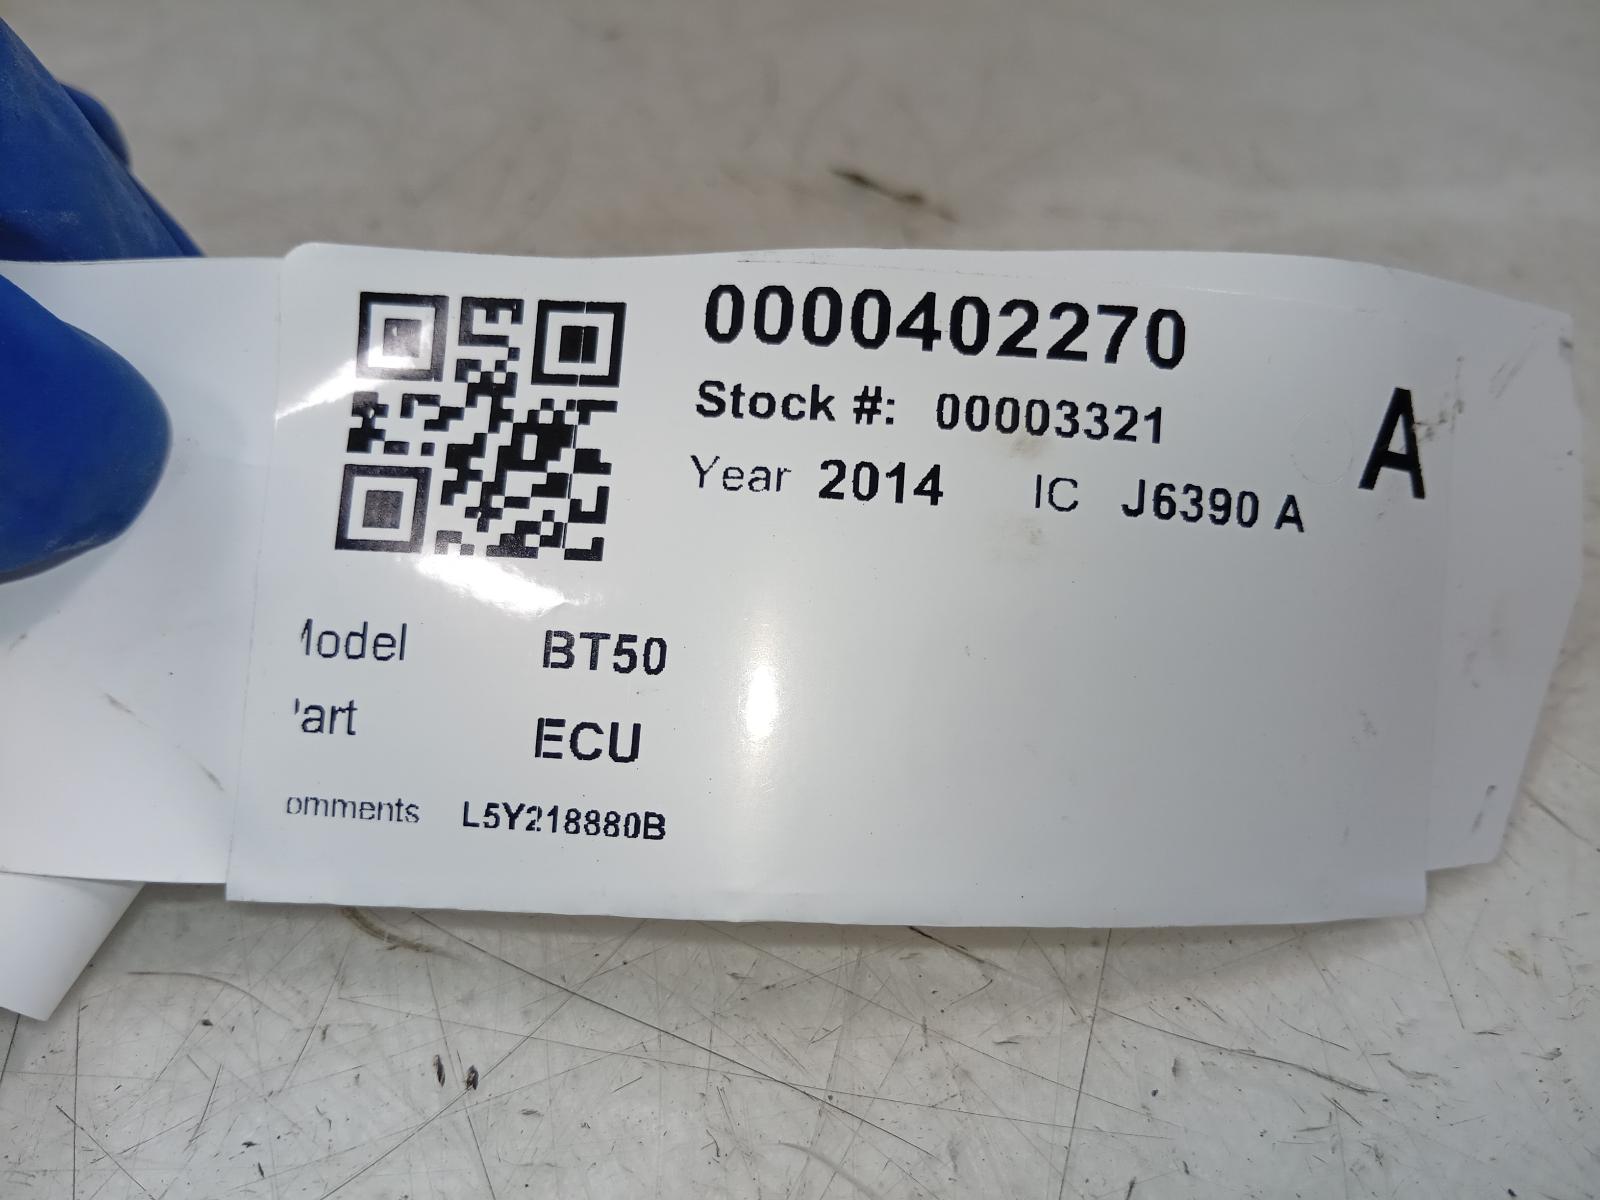 0000402270
Stock #: 00003321
A
Year 2014 IC J6390 A
Model BT50
Part ECU
omments L5Y218880B